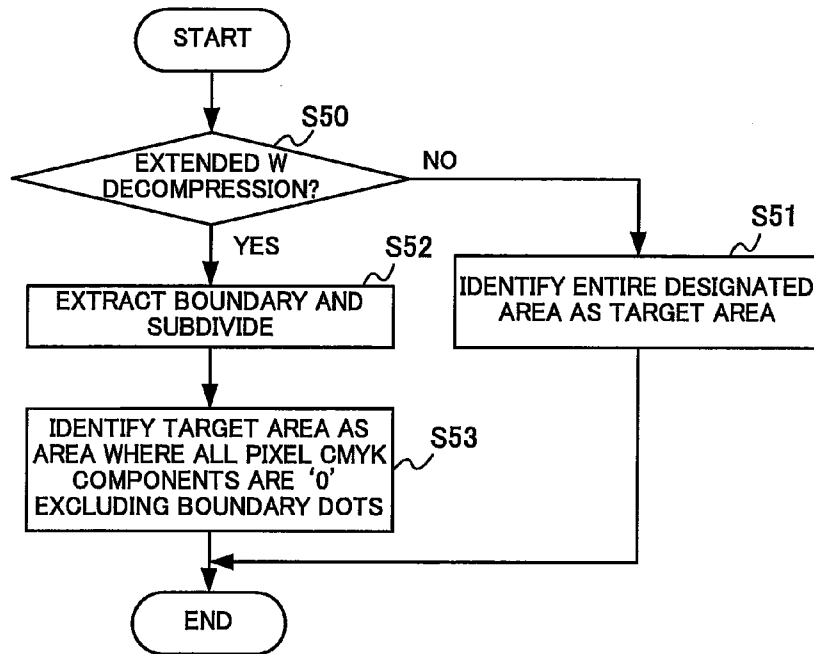 START
S50
EXTENDED W
DECOMPRESSION?
NO
YES
S52
EXTRACT BOUNDARY AND
SUBDIVIDE
S51
IDENTIFY ENTIRE DESIGNATED
AREA AS TARGET AREA
IDENTIFY TARGET AREA AS
AREA WHERE ALL PIXEL CMYK
COMPONENTS ARE ‘0’
EXCLUDING BOUNDARY DOTS
S53
END